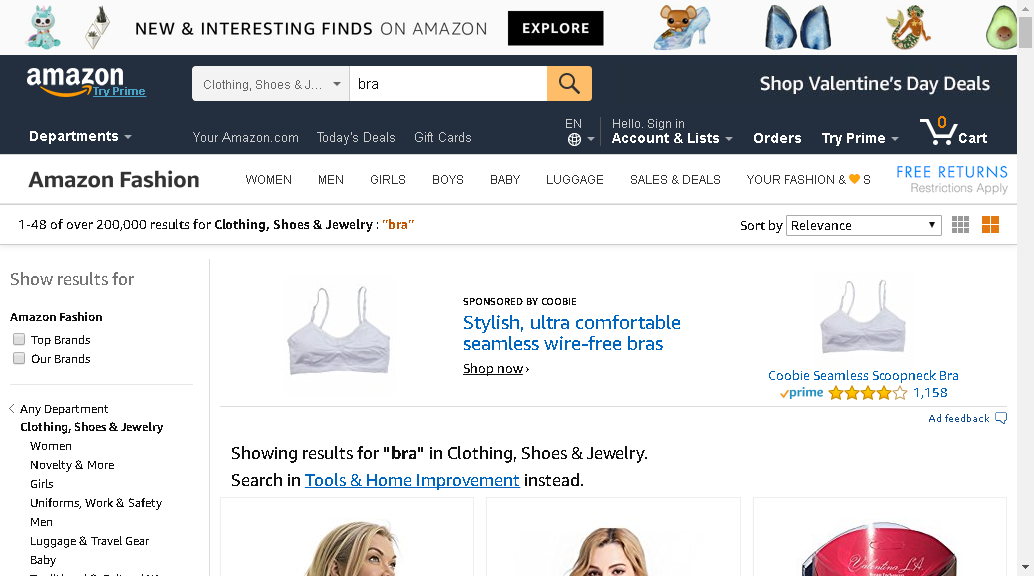 NEW & INTERESTING FINDS ON AMAZON EXPLORE
amazon
Try Prime
Clothing, Shoes & J... bra
Shop Valentine's Day Deals
Departments
Your Amazon.com Today's Deals Gift Cards
EN
Hello. Sign in
Account & Lists
Orders
Try Prime
0
Cart
Amazon Fashion
WOMEN MEN GIRLS BOYS BABY LUGGAGE SALES & DEALS YOUR FASHION & S
FREE RETURNS
Restrictions Apply
1-48 of over 200,000 results for Clothing, Shoes & Jewelry : "bra"
Sort by Relevance
Show results for
Amazon Fashion
Top Brands
Our Brands
Any Department
Clothing, Shoes & Jewelry
Women
Novelty & More
Girls
Uniforms, Work & Safety
Men
Luggage & Travel Gear
Baby
SPONSORED BY COOBIE
Stylish, ultra comfortable
seamless wire-free bras
Shop now ›
Coobie Seamless Scoopneck Bra
prime 1,158
Ad feedback
Showing results for "bra" in Clothing, Shoes & Jewelry.
Search in Tools & Home Improvement instead.
Valentina LA